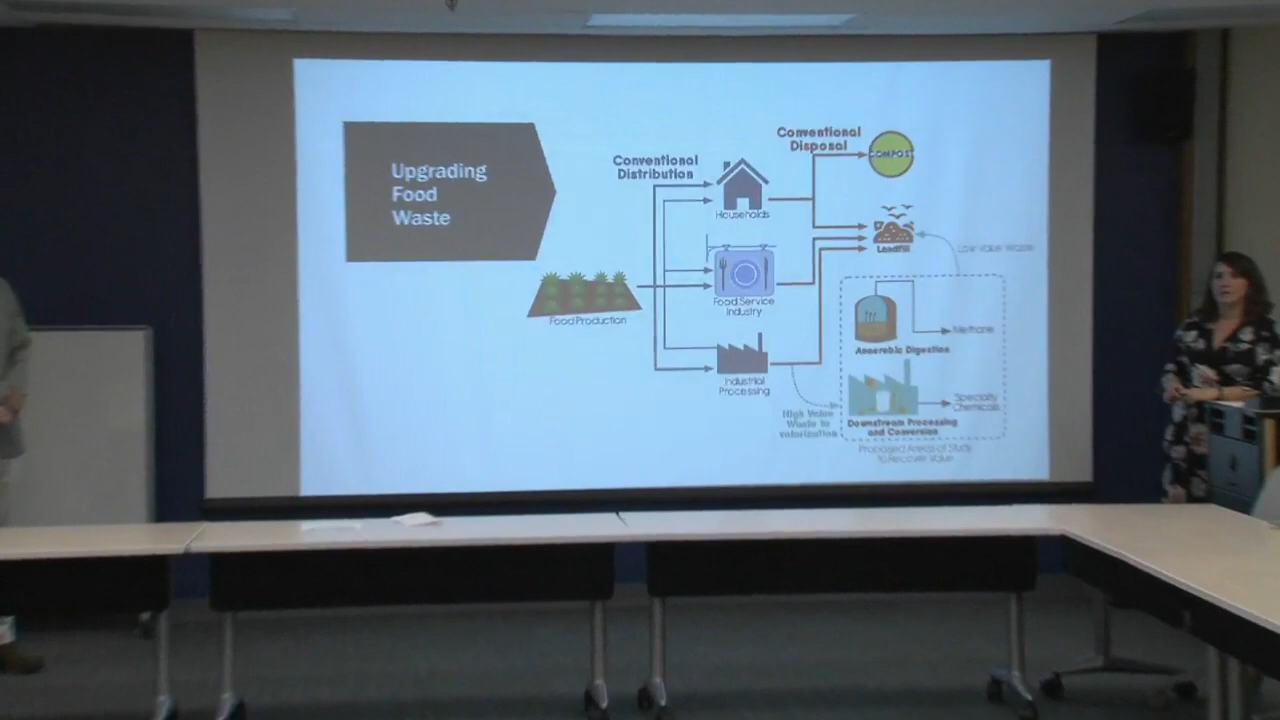 Upgrading
Food
Waste
Conventional
Distribution
Conventional
Disposal
COMPOST
Households
Landfill
Low Value Waste
Food Production
Food Service
Industry
Methane
Anaerobic Digestion
Industrial
Processing
Specialty
Chemicals
High Value
Waste to
valorization
Downstream Processing
and Conversion
Proposed Areas of Study
to Recover Value